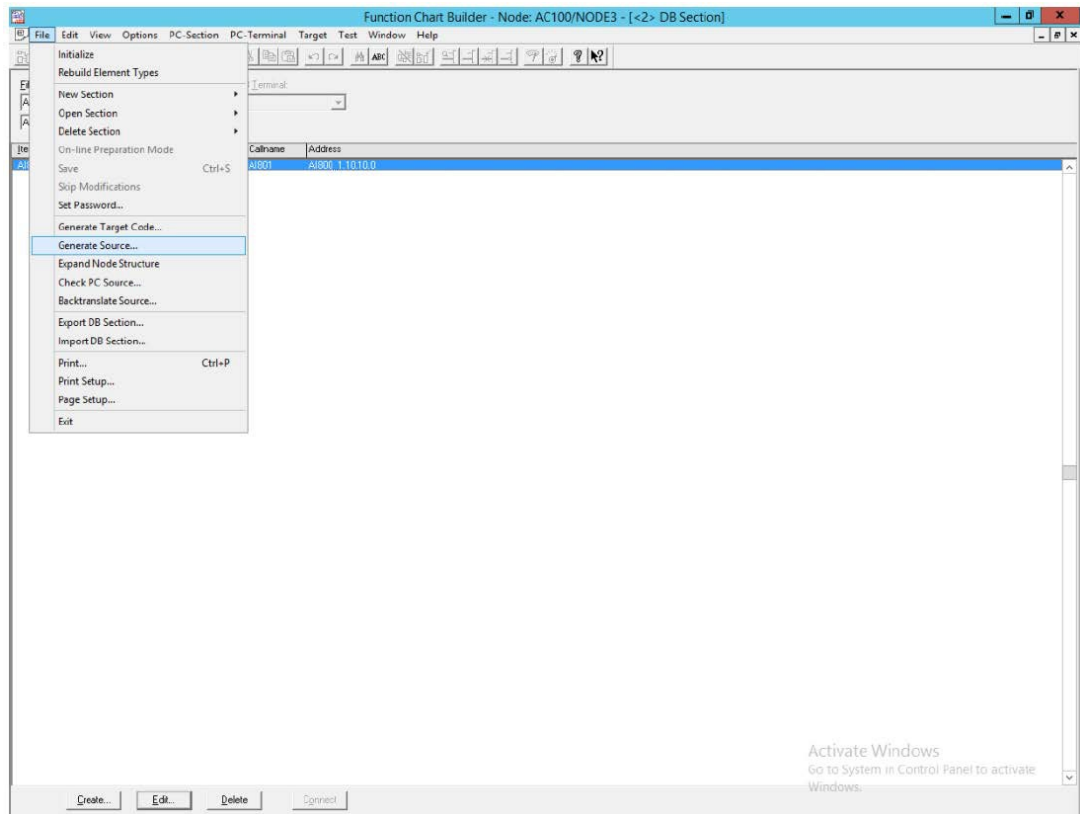 Function Chart Builder - Node: AC100/NODE3 - [<2> DB Section]
File Edit View Options PC-Section PC-Terminal Target Test Window Help
Initialize
Rebuild Element Types
New Section
Open Section
Delete Section
On-line Preparation Mode
Save Ctrl+S
Skip Modifications
Set Password...
Generate Target Code...
Generate Source...
Expand Node Structure
Check PC Source...
Backtranslate Source...
Export DB Section...
Import DB Section...
Print... Ctrl+P
Print Setup...
Page Setup...
Exit
ABC
Terminal:
Callname Address
AI801 AI800 1.10.10.0
Activate Windows
Go to System in Control Panel to activate
Windows.
Create... Edit... Delete Connect